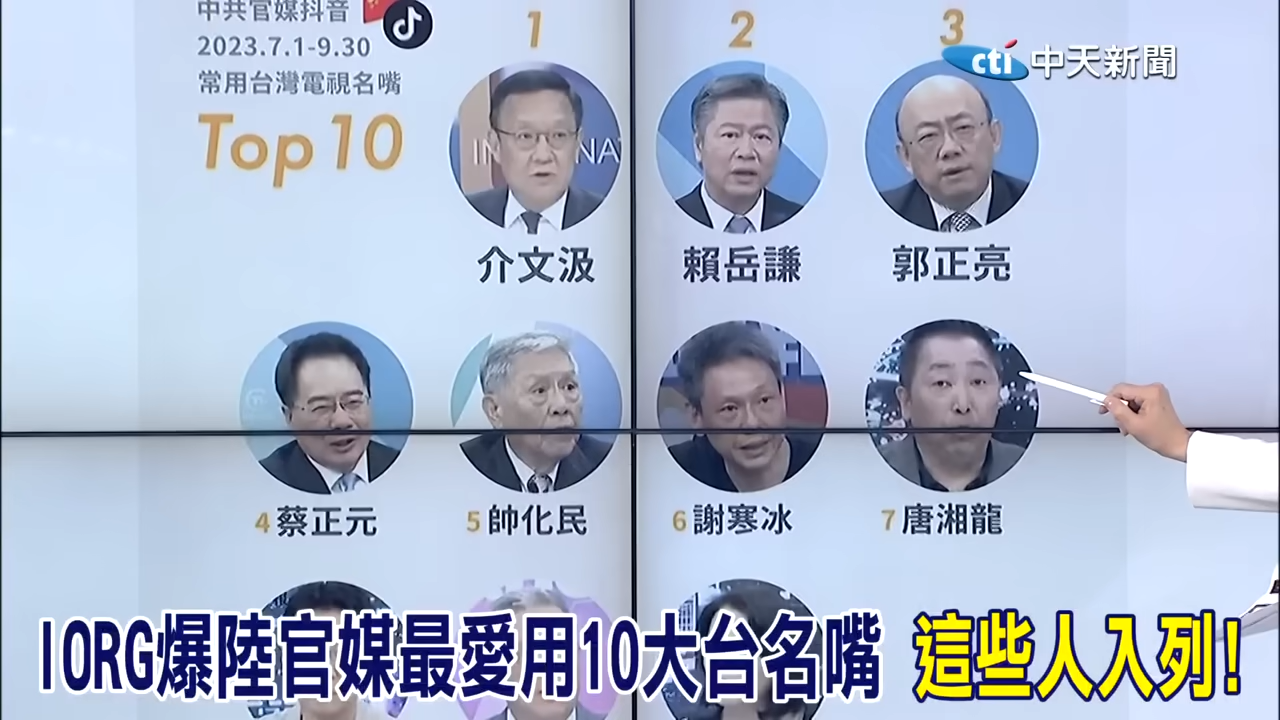 中共官媒抖音
2023.7.1-9.30
常用台灣電視名嘴
Top 10
1
2
3
cti 中天新聞
介文汲
賴岳謙
郭正亮
4 蔡正元
5 帥化民
6 謝寒冰
7 唐湘龍
IORG爆陸官媒最愛用10大台名嘴 這些人入列!